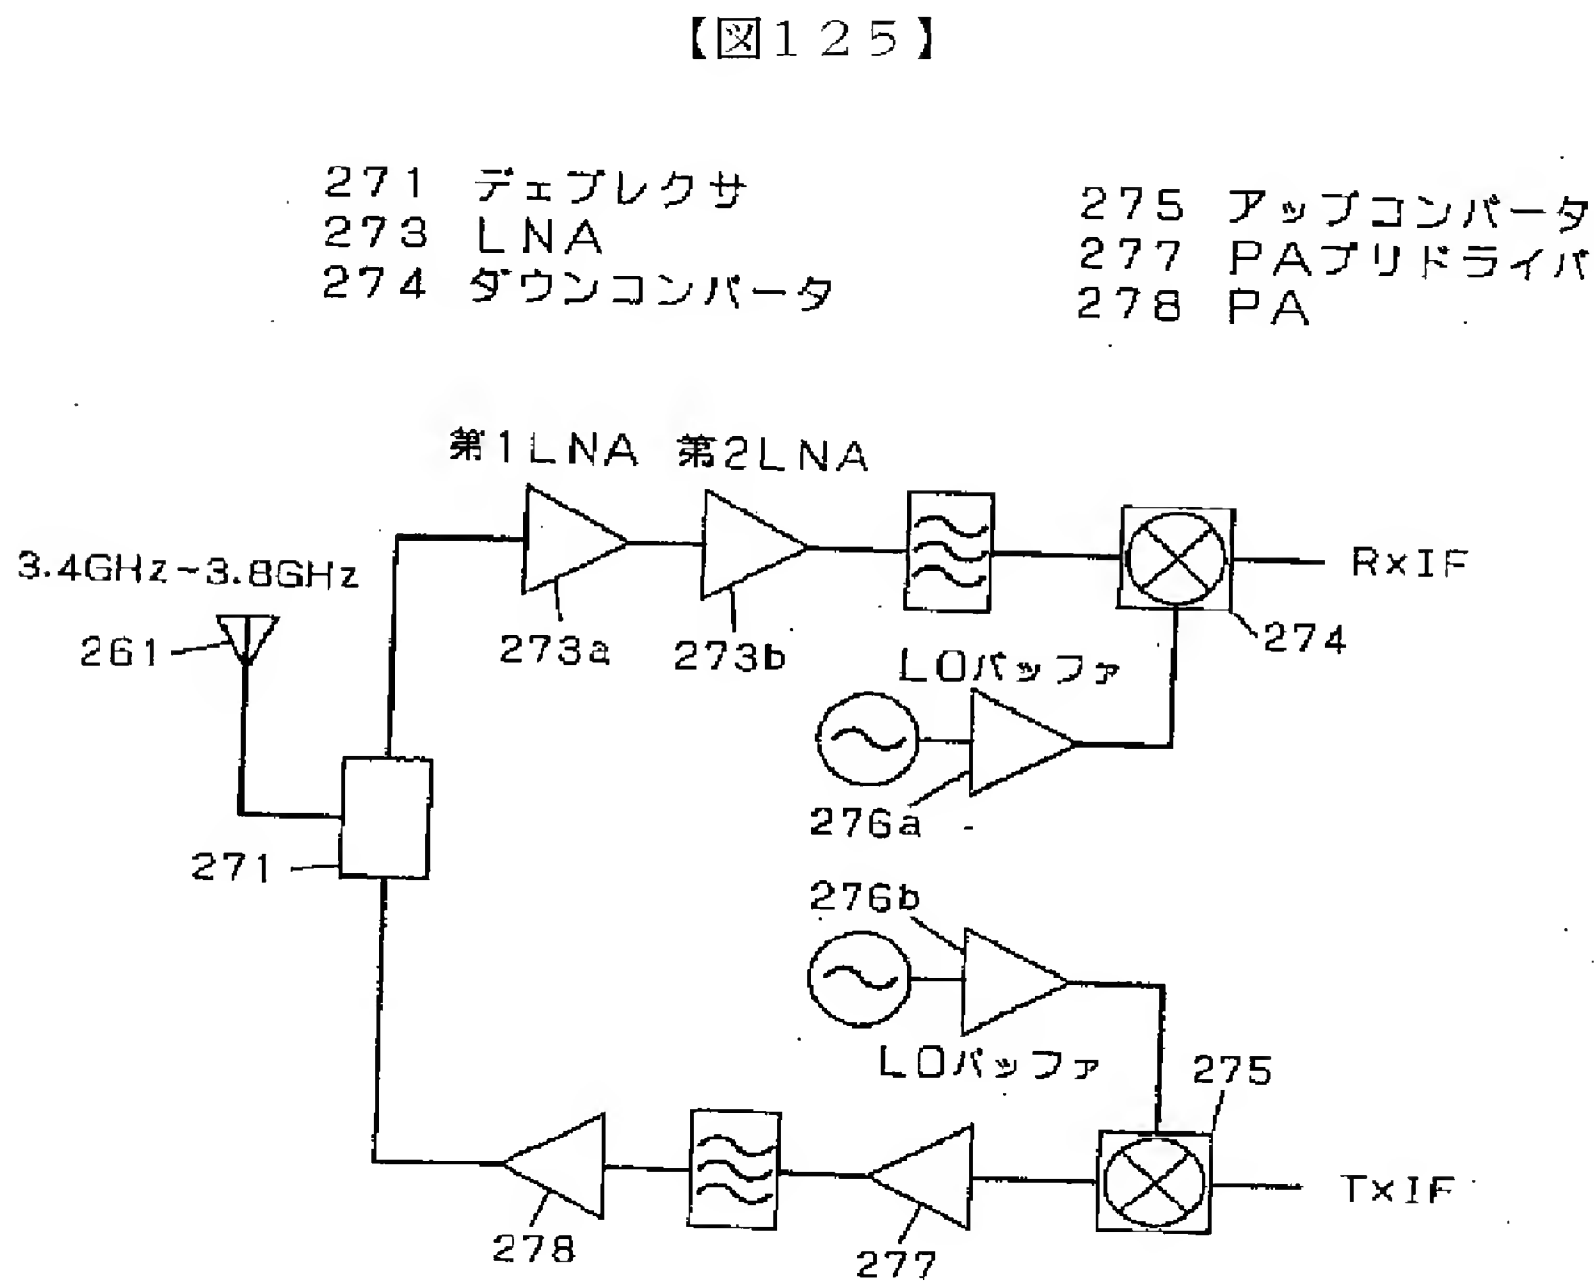 【図１２５】
271 デェプレクサ
273 LNA
274 ダウンコンバータ
275 アップコンバータ
277 PAプリドライバ
278 PA
第1LNA 第2LNA
3.4GHz~3.8GHz
RxIF
261
273a
273b
274
LOバッファ
276a
271
276b
LOバッファ
275
TxIF
278
277